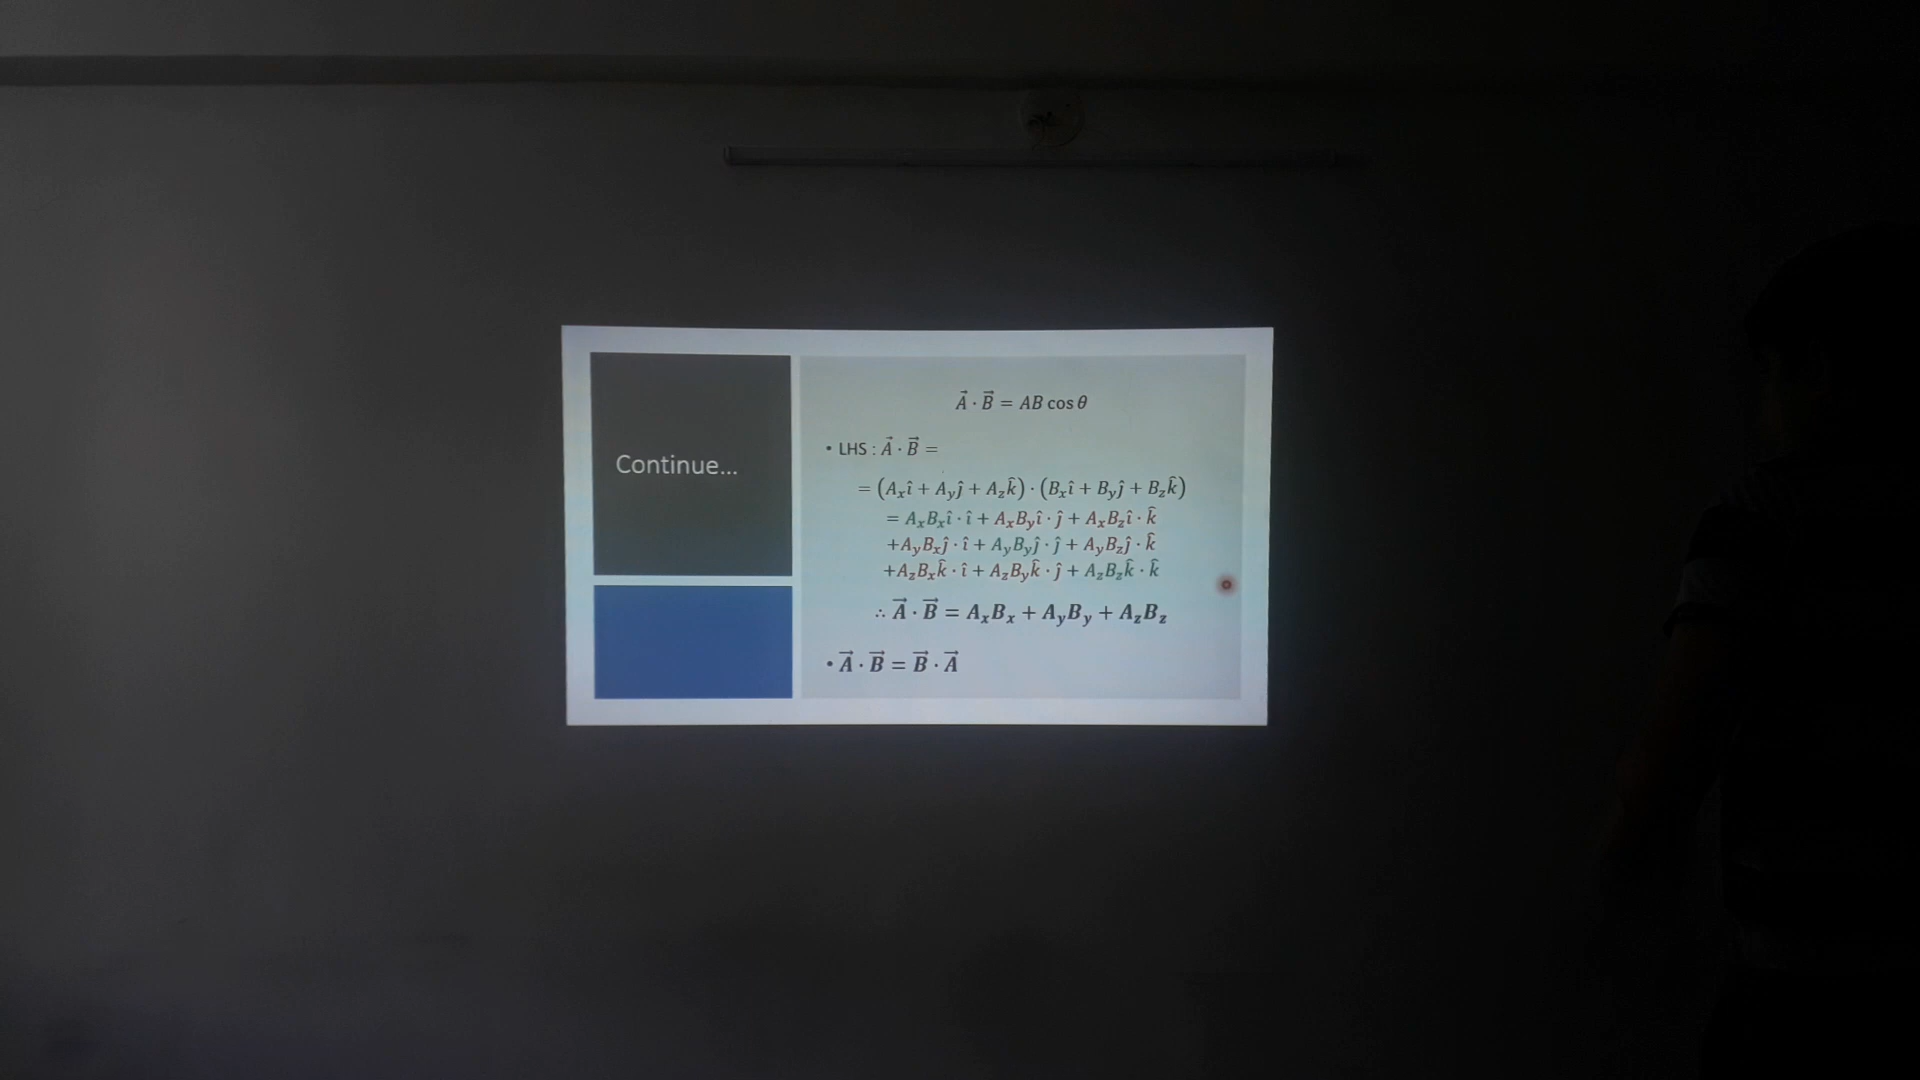 Continue...
A⃗ · B⃗ = AB cos θ
• LHS : A⃗ · B⃗ =
= (Aₓî + A_yĵ + A_zk̂) · (Bₓî + B_yĵ + B_zk̂)
= AₓBₓî · î + AₓB_yî · ĵ + AₓB_zî · k̂
+A_yBₓĵ · î + A_yB_yĵ · ĵ + A_yB_zĵ · k̂
+A_zBₓk̂ · î + A_zB_yk̂ · ĵ + A_zB_zk̂ · k̂
∴ A⃗ · B⃗ = AₓBₓ + A_yB_y + A_zB_z
• A⃗ · B⃗ = B⃗ · A⃗